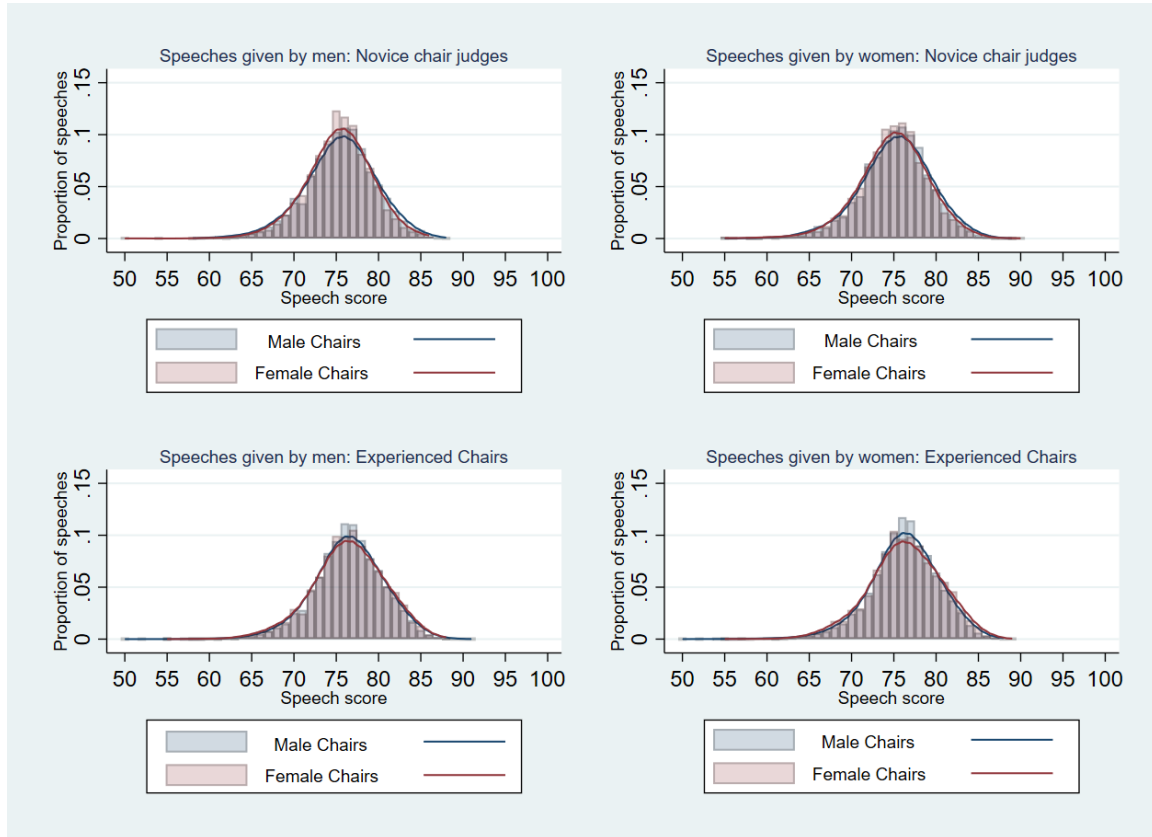 Speeches given by men: Novice chair judges
Proportion of speeches
0 .05 .1 .15
50 55 60 65 70 75 80 85 90 95 100
Speech score
Male Chairs
Female Chairs
Speeches given by women: Novice chair judges
Proportion of speeches
0 .05 .1 .15
50 55 60 65 70 75 80 85 90 95 100
Speech score
Male Chairs
Female Chairs
Speeches given by men: Experienced Chairs
Proportion of speeches
0 .05 .1 .15
50 55 60 65 70 75 80 85 90 95 100
Speech score
Male Chairs
Female Chairs
Speeches given by women: Experienced Chairs
Proportion of speeches
0 .05 .1 .15
50 55 60 65 70 75 80 85 90 95 100
Speech score
Male Chairs
Female Chairs